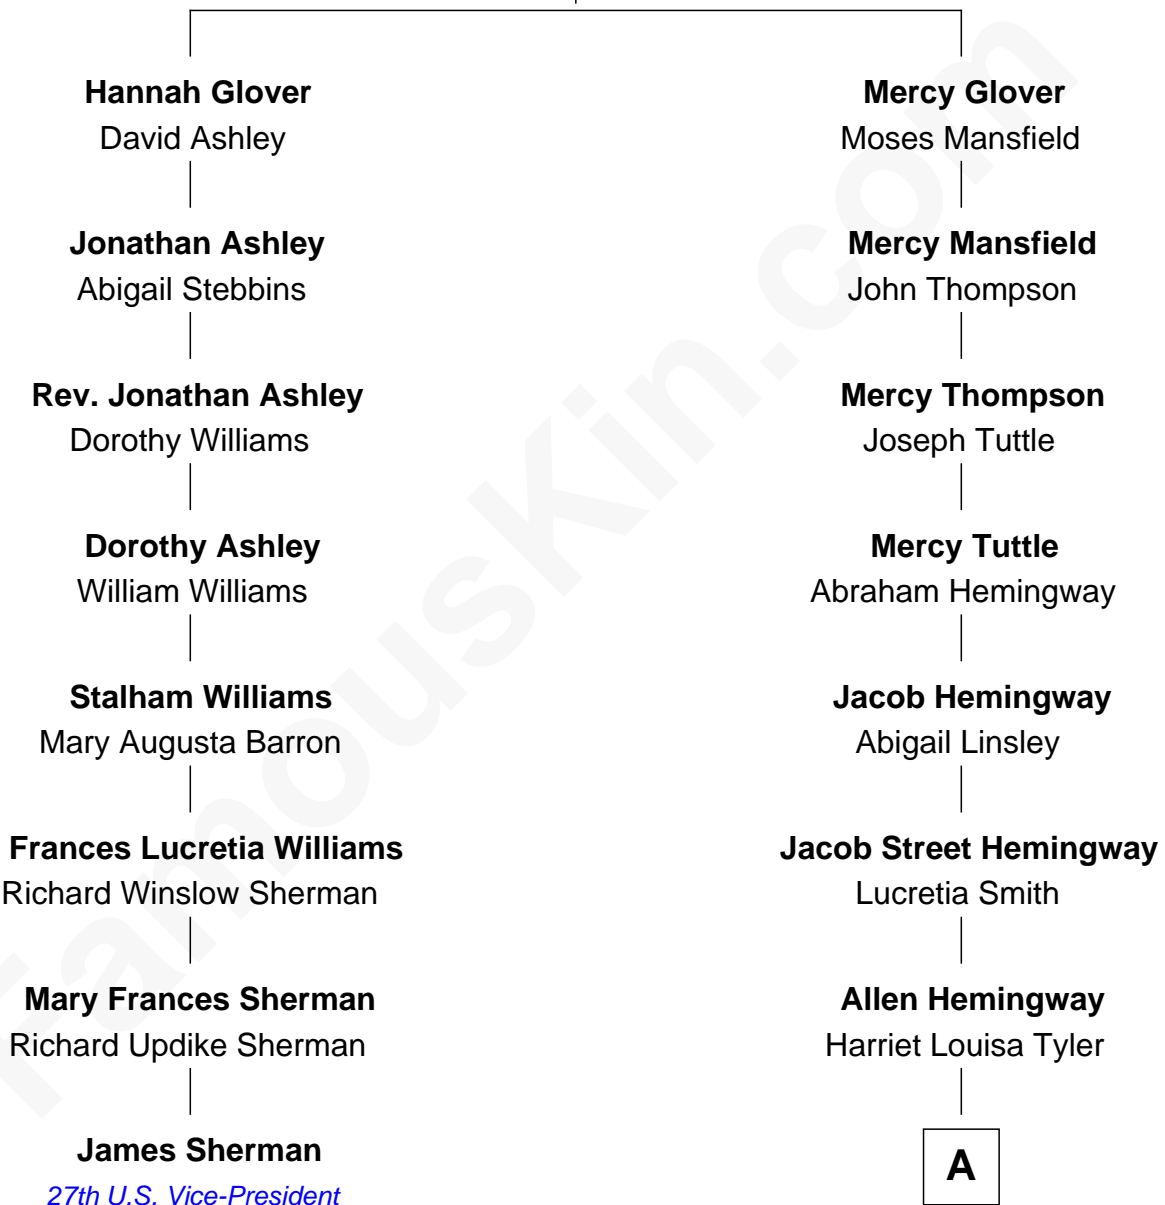 Hannah Glover
David Ashley
Mercy Glover
Moses Mansfield
Jonathan Ashley
Abigail Stebbins
Mercy Mansfield
John Thompson
Rev. Jonathan Ashley
Dorothy Williams
Mercy Thompson
Joseph Tuttle
Dorothy Ashley
William Williams
Mercy Tuttle
Abraham Hemingway
Stalham Williams
Mary Augusta Barron
Jacob Hemingway
Abigail Linsley
Frances Lucretia Williams
Richard Winslow Sherman
Jacob Street Hemingway
Lucretia Smith
Mary Frances Sherman
Richard Updike Sherman
Allen Hemingway
Harriet Louisa Tyler
James Sherman
27th U.S. Vice-President
A
FamousKin.com